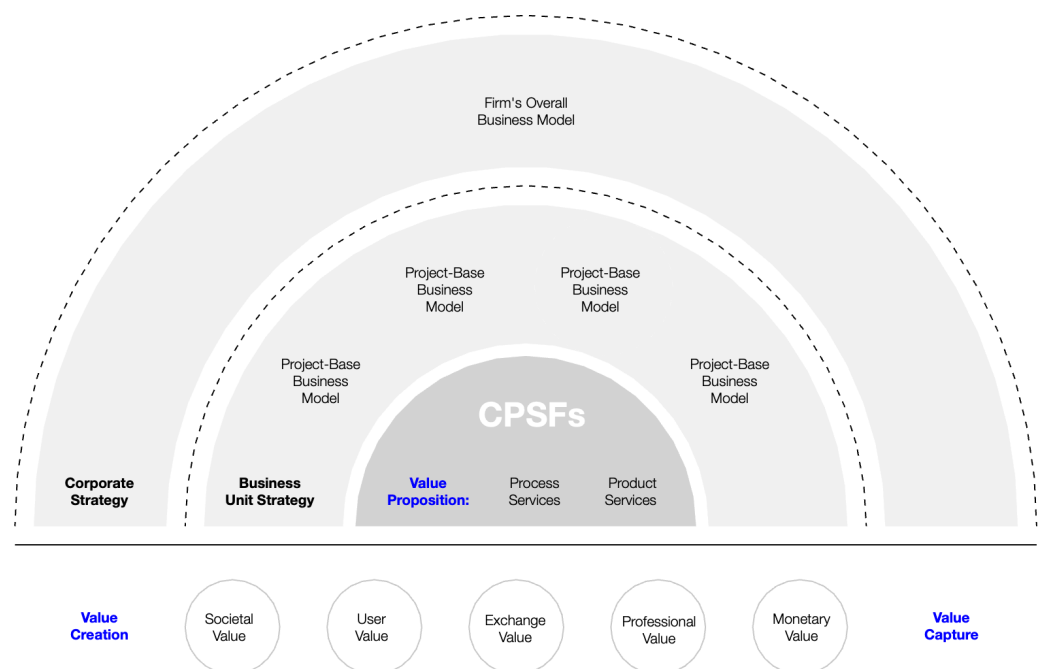 Firm's Overall
Business Model
Project-Base
Business
Model
Project-Base
Business
Model
Project-Base
Business
Model
Project-Base
Business
Model
CPSFs
Corporate
Strategy
Business
Unit Strategy
Value
Proposition:
Process
Services
Product
Services
Value
Creation
Societal
Value
User
Value
Exchange
Value
Professional
Value
Monetary
Value
Value
Capture